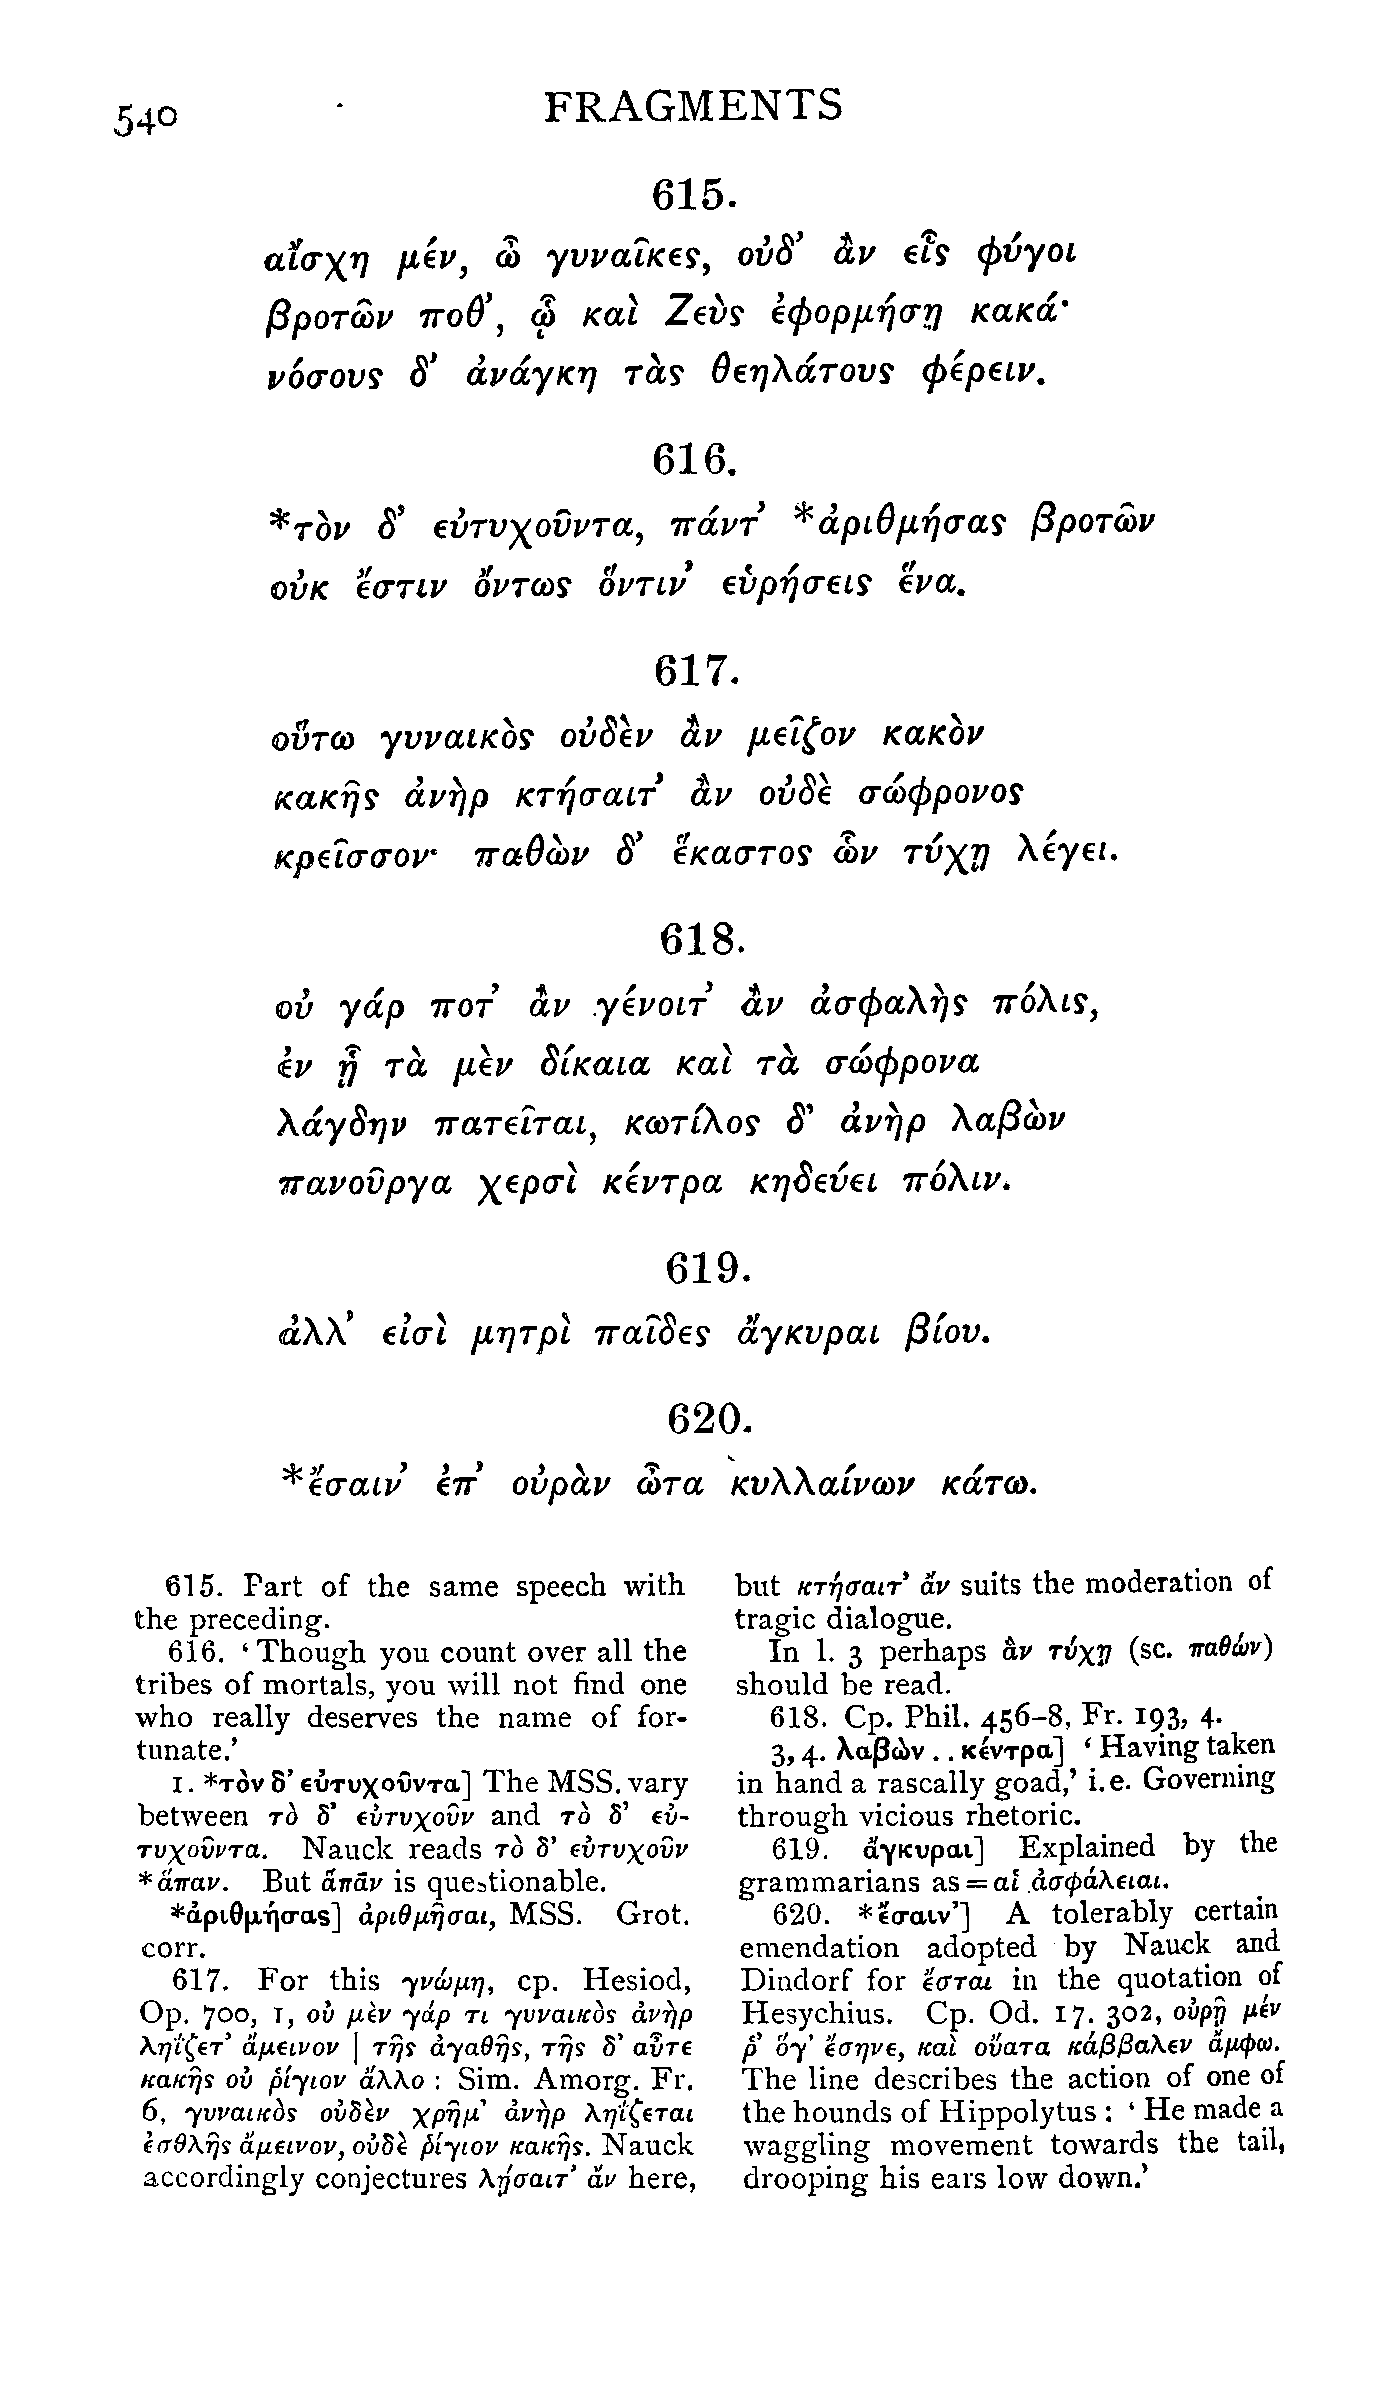 540
FRAGMENTS
615.
αἴσχη μέν, ὦ γυναῖκες, οὐδ’ ἂν εἷς φύγοι
βροτῶν ποθ’, ᾧ καὶ Ζεὺς ἐφορμήσῃ κακά·
νόσους δ’ ἀνάγκη τὰς θεηλάτους φέρειν.
616.
*τὸν δ’ εὐτυχοῦντα, πάντ’ *ἀριθμήσας βροτῶν
οὐκ ἔστιν ὄντως ὅντιν’ εὑρήσεις ἕνα.
617.
οὕτω γυναικὸς οὐδὲν ἂν μεῖζον κακὸν
κακῆς ἀνὴρ κτήσαιτ’ ἂν οὐδὲ σώφρονος
κρεῖσσον· παθὼν δ’ ἕκαστος ὧν τύχῃ λέγει.
618.
οὐ γάρ ποτ’ ἂν γένοιτ’ ἂν ἀσφαλὴς πόλις,
ἐν ᾗ τὰ μὲν δίκαια καὶ τὰ σώφρονα
λάγδην πατεῖται, κωτίλος δ’ ἀνὴρ λαβὼν
πανοῦργα χερσὶ κέντρα κηδεύει πόλιν.
619.
ἀλλ’ εἰσὶ μητρὶ παῖδες ἄγκυραι βίου.
620.
*ἔσαιν’ ἐπ’ οὐρὰν ὦτα κυλλαίνων κάτω.
615. Part of the same speech with
the preceding.
616. ‘Though you count over all the
tribes of mortals, you will not find one
who really deserves the name of for-
tunate.’
1. *τὸν δ’ εὐτυχοῦντα] The MSS. vary
between τὸ δ’ εὐτυχοῦν and τὸ δ’ εὐ-
τυχοῦντα. Nauck reads τὸ δ’ εὐτυχοῦν
*ἅπαν. But ἅπᾱν is questionable.
*ἀριθμήσας] ἀριθμῆσαι, MSS. Grot.
corr.
617. For this γνώμη, cp. Hesiod,
Op. 700, 1, οὐ μὲν γάρ τι γυναικὸς ἀνὴρ
ληΐζετ’ ἄμεινον | τῆς ἀγαθῆς, τῆς δ’ αὖτε
κακῆς οὐ ῥίγιον ἄλλο : Sim. Amorg. Fr.
6, γυναικὸς οὐδὲν χρῆμ’ ἀνὴρ ληΐζεται
ἐσθλῆς ἄμεινον, οὐδὲ ῥίγιον κακῆς. Nauck
accordingly conjectures λῄσαιτ’ ἄν here,
but κτήσαιτ’ ἄν suits the moderation of
tragic dialogue.
In l. 3 perhaps ἂν τύχῃ (sc. παθών)
should be read.
618. Cp. Phil. 456–8, Fr. 193, 4.
3, 4. λαβὼν . . κέντρα] ‘Having taken
in hand a rascally goad,’ i.e. Governing
through vicious rhetoric.
619. ἄγκυραι] Explained by the
grammarians as = αἱ ἀσφάλειαι.
620. *ἔσαιν’] A tolerably certain
emendation adopted by Nauck and
Dindorf for ἔσται in the quotation of
Hesychius. Cp. Od. 17. 302, οὐρῇ μέν
ῥ’ ὅγ’ ἔσηνε, καὶ οὔατα κάββαλεν ἄμφω.
The line describes the action of one of
the hounds of Hippolytus : ‘He made a
waggling movement towards the tail,
drooping his ears low down.’